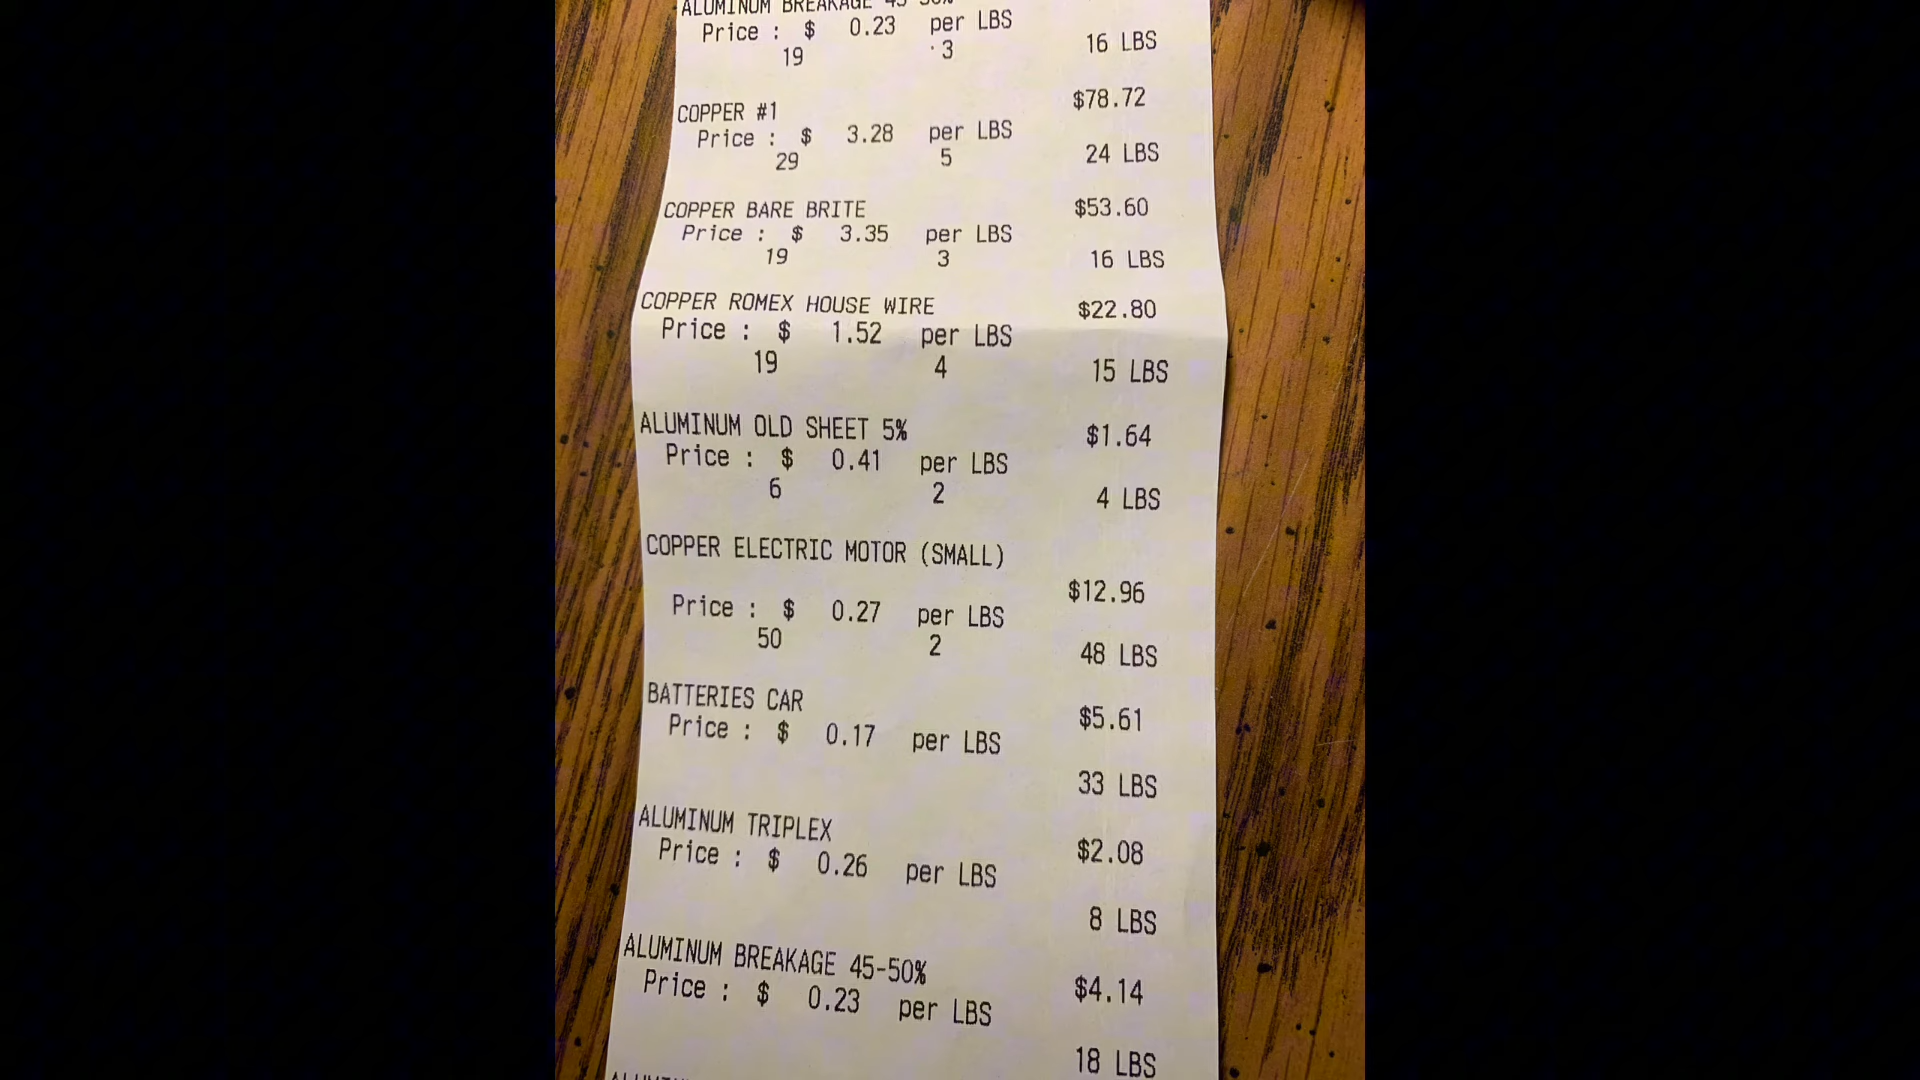 ALUMINUM BREAKAGE 45-50%
Price : $ 0.23 per LBS
19 3 16 LBS
COPPER #1 $78.72
Price : $ 3.28 per LBS
29 5 24 LBS
COPPER BARE BRITE $53.60
Price : $ 3.35 per LBS
19 3 16 LBS
COPPER ROMEX HOUSE WIRE $22.80
Price : $ 1.52 per LBS
19 4 15 LBS
ALUMINUM OLD SHEET 5% $1.64
Price : $ 0.41 per LBS
6 2 4 LBS
COPPER ELECTRIC MOTOR (SMALL)
$12.96
Price : $ 0.27 per LBS
50 2 48 LBS
BATTERIES CAR $5.61
Price : $ 0.17 per LBS
33 LBS
ALUMINUM TRIPLEX $2.08
Price : $ 0.26 per LBS
8 LBS
ALUMINUM BREAKAGE 45-50% $4.14
Price : $ 0.23 per LBS
18 LBS